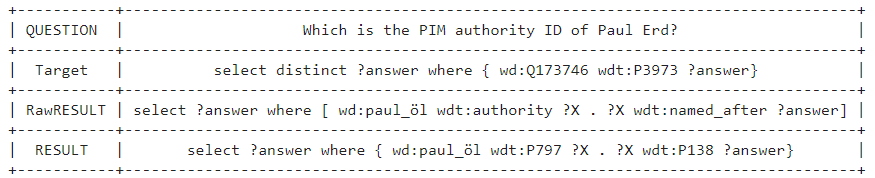 QUESTION Which is the PIM authority ID of Paul Erd?
Target select distinct ?answer where { wd:Q173746 wdt:P3973 ?answer}
RawRESULT select ?answer where [ wd:paul_öl wdt:authority ?X . ?X wdt:named_after ?answer]
RESULT select ?answer where { wd:paul_öl wdt:P797 ?X . ?X wdt:P138 ?answer}